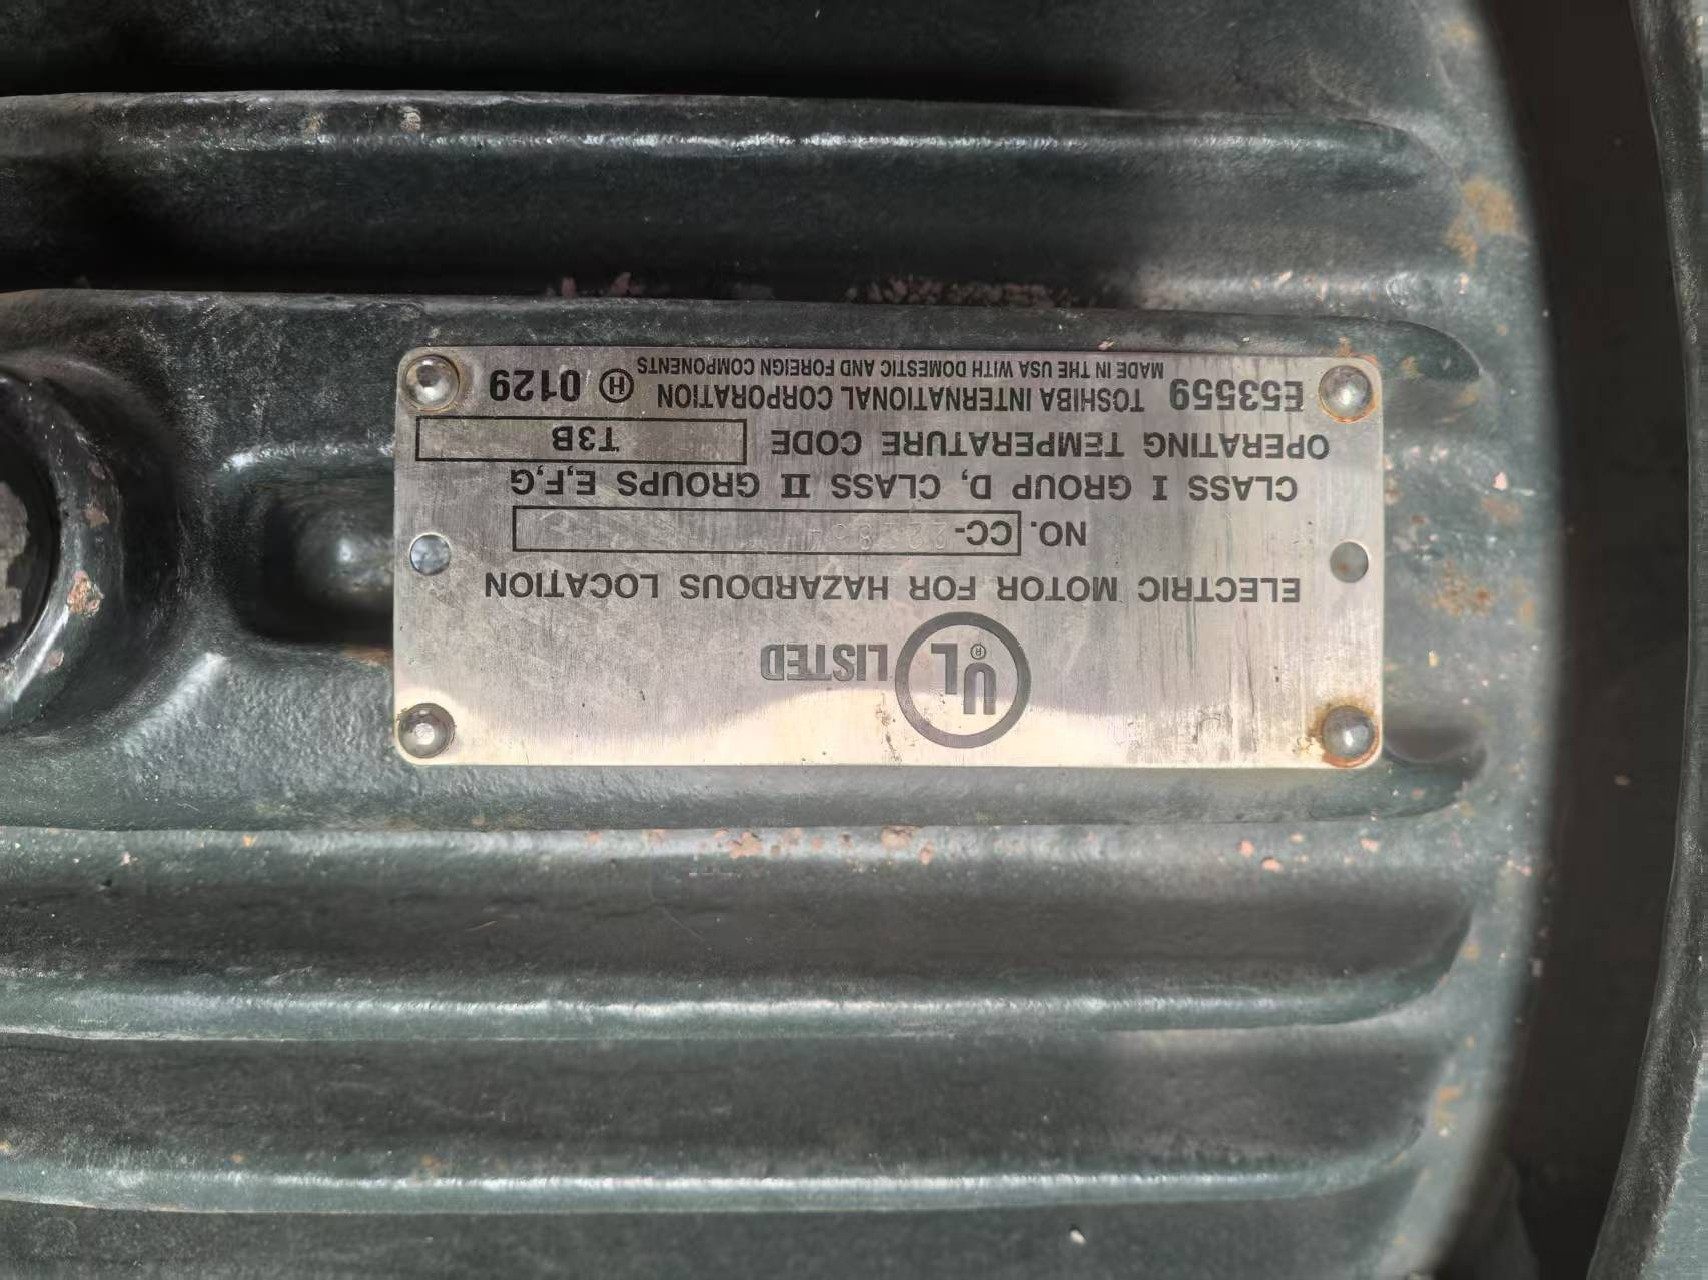 UL® LISTED
ELECTRIC MOTOR FOR HAZARDOUS LOCATION
NO. CC-
CLASS I GROUP D, CLASS II GROUPS E,F,G
OPERATING TEMPERATURE CODE T3B
E53559 TOSHIBA INTERNATIONAL CORPORATION Ⓗ 0129
MADE IN THE USA WITH DOMESTIC AND FOREIGN COMPONENTS